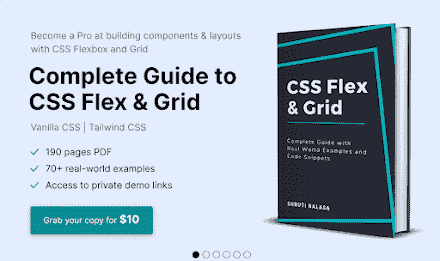 Become a Pro at building components & layouts
with CSS Flexbox and Grid
Complete Guide to
CSS Flex & Grid
Vanilla CSS | Tailwind CSS
190 pages PDF
70+ real-world examples
Access to private demo links
Grab your copy for $10
CSS Flex
& Grid
Complete Guide with
Real World Examples and
Code Snippets
SHRUTI BALASA